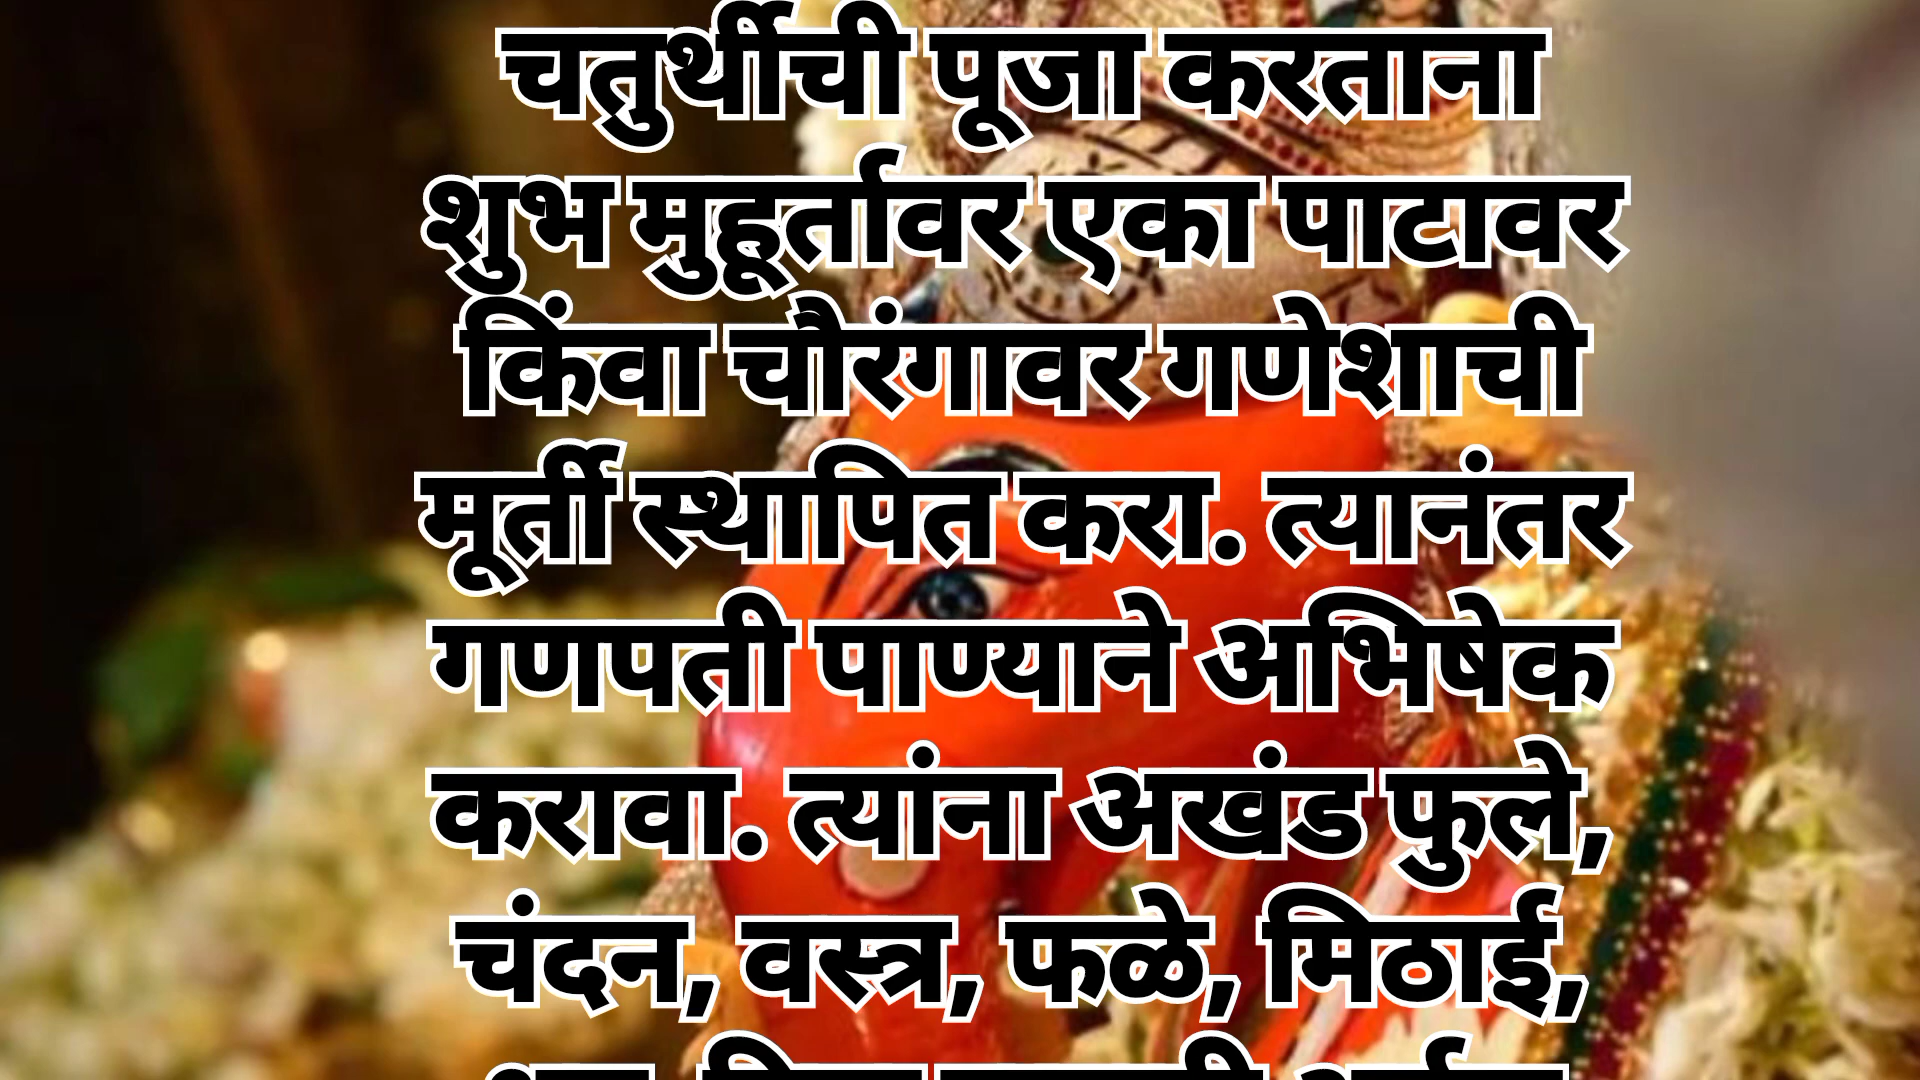 चतुर्थीची पूजा करताना
शुभ मुहूर्तावर एका पाटावर
किंवा चौरंगावर गणेशाची
मूर्ती स्थापित करा. त्यानंतर
गणपती पाण्याने अभिषेक
करावा. त्यांना अखंड फुले,
चंदन, वस्त्र, फळे, मिठाई,